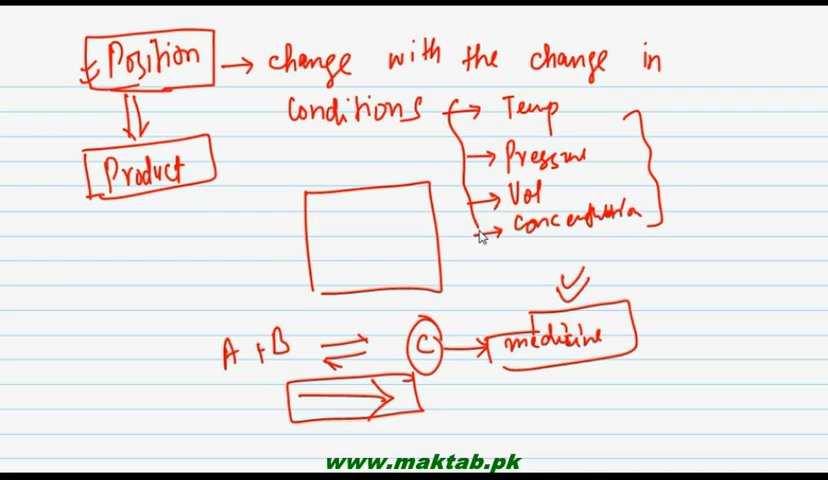 Position → change with the change in
conditions → Temp
→ Pressure
Product
→ Vol
→ Concentration
A + B ⇌ C → medicine
www.maktab.pk